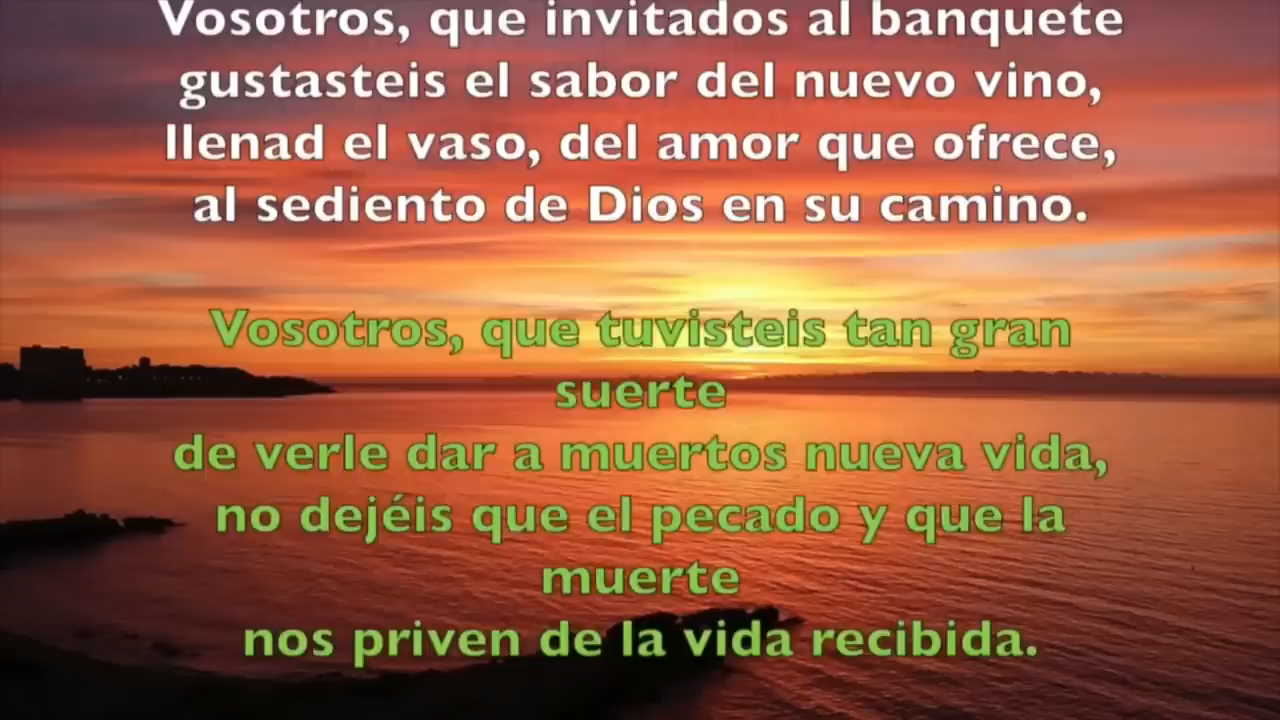 Vosotros, que invitados al banquete
gustasteis el sabor del nuevo vino,
llenad el vaso, del amor que ofrece,
al sediento de Dios en su camino.
Vosotros, que tuvisteis tan gran
suerte
de verle dar a muertos nueva vida,
no dejéis que el pecado y que la
muerte
nos priven de la vida recibida.